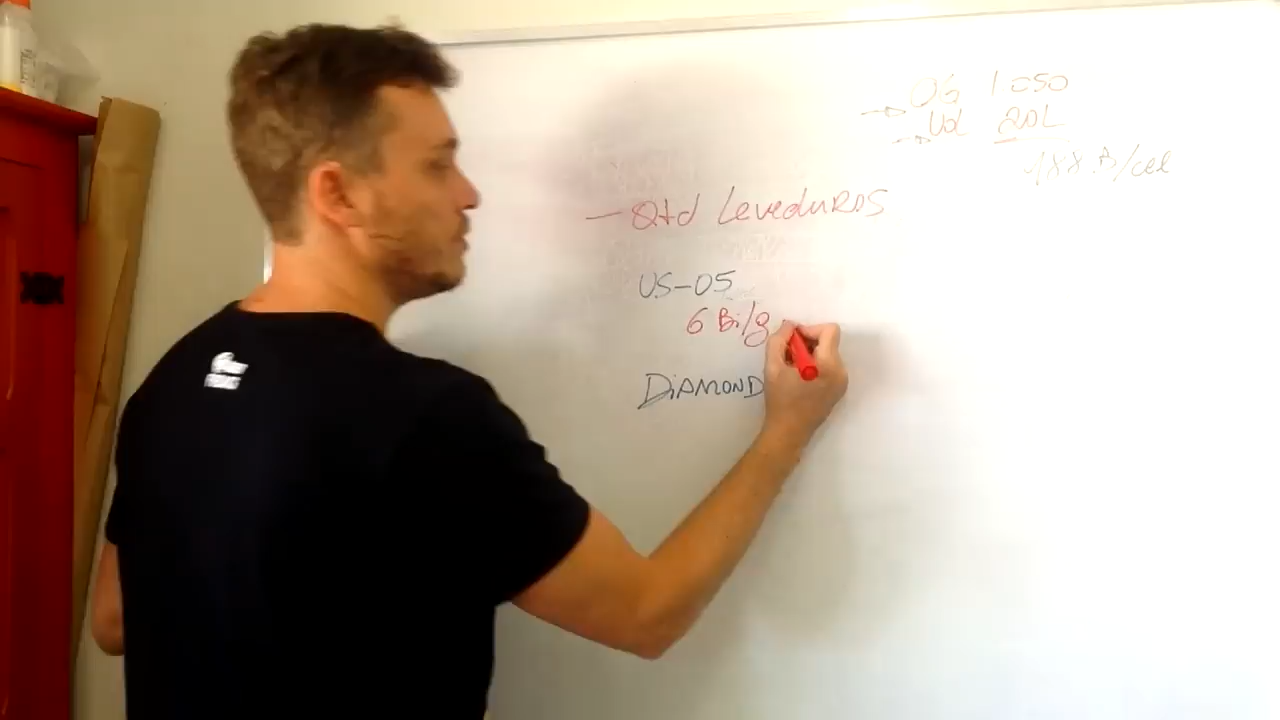 OG 1050
Vol 20L
Qtd LeveduRAS
US-05
6 Bi/g
DiAMOND